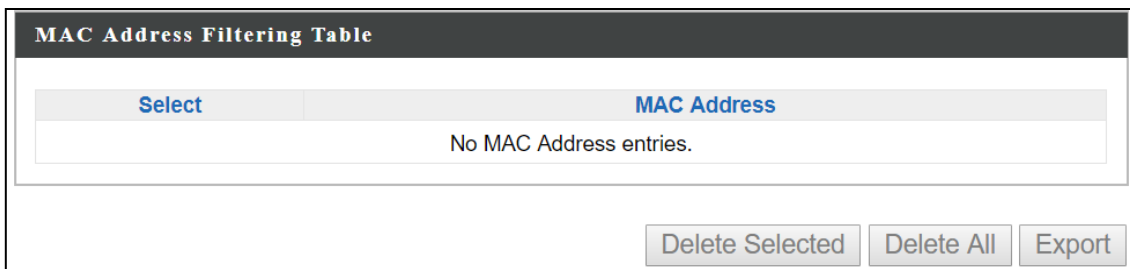 MAC Address Filtering Table
Select MAC Address
No MAC Address entries.
Delete Selected Delete All Export